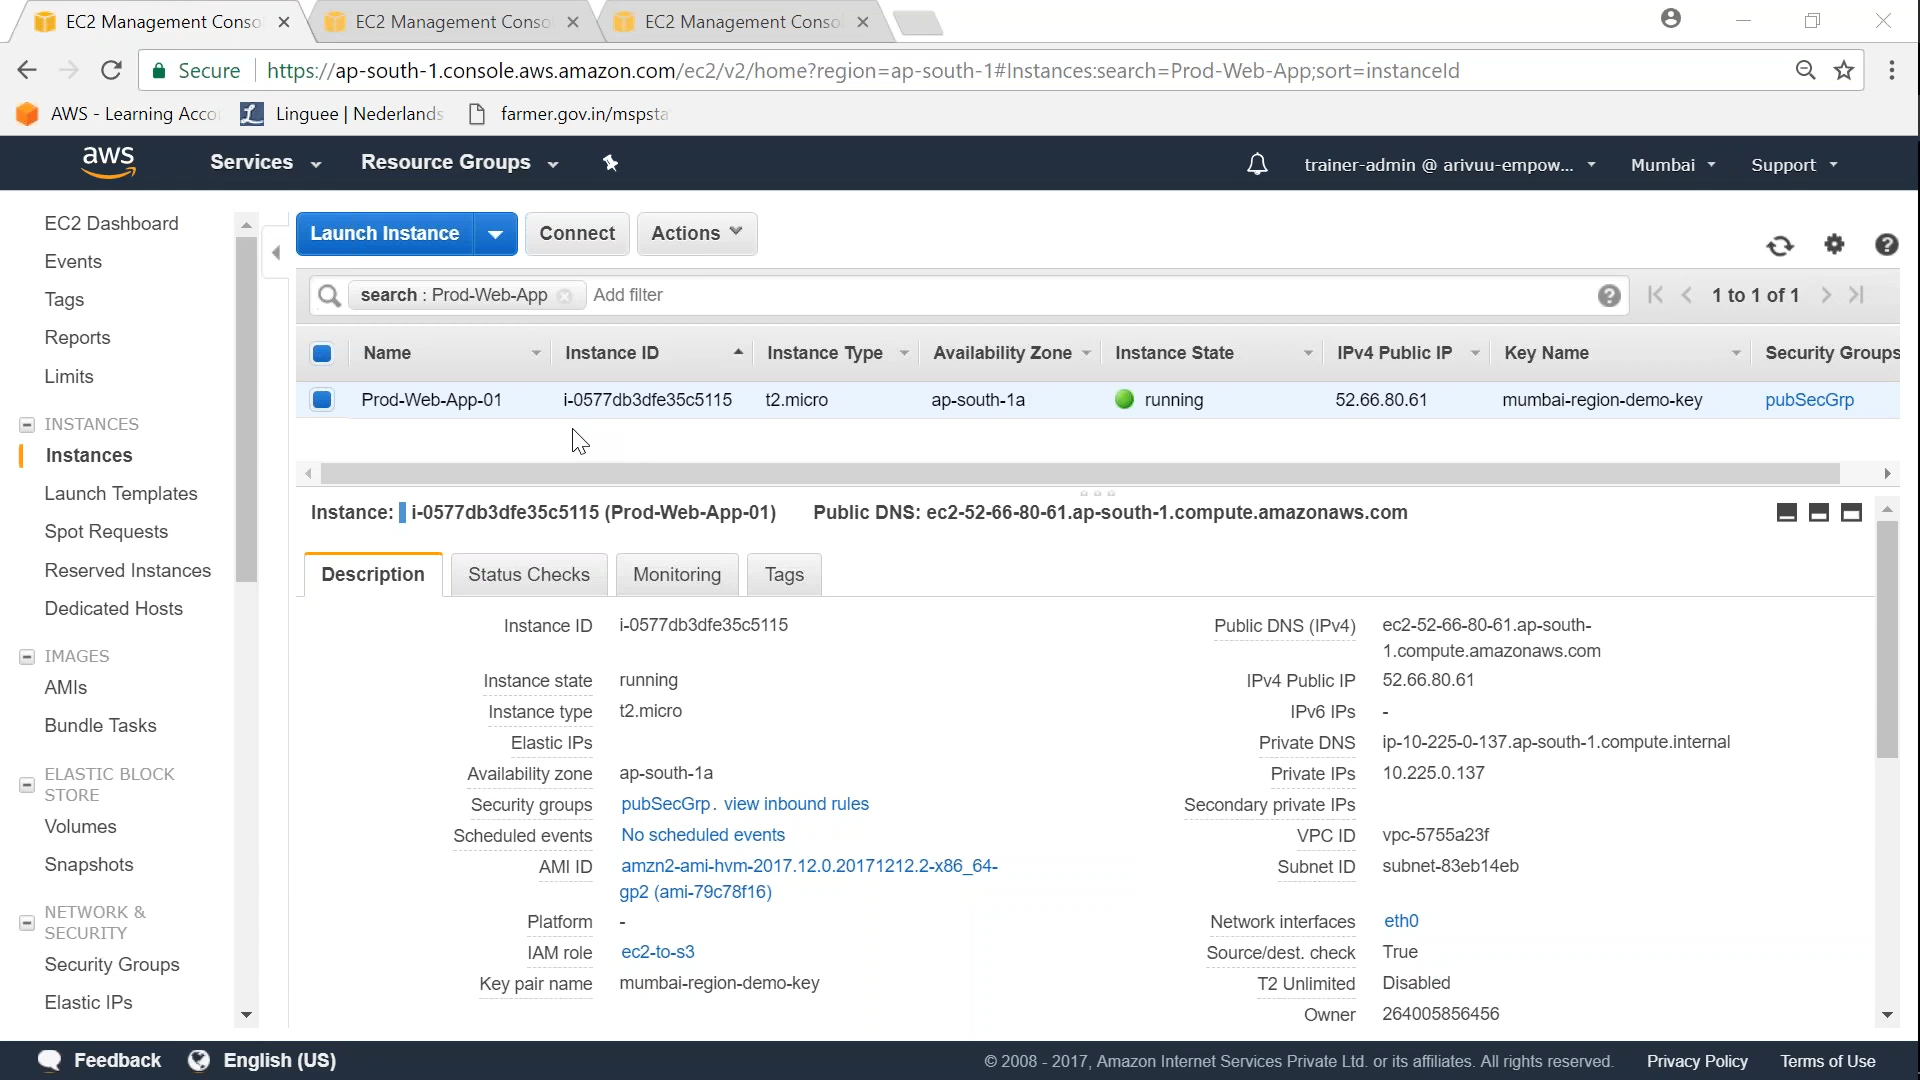 EC2 Management Conso
EC2 Management Conso
EC2 Management Conso
Secure https://ap-south-1.console.aws.amazon.com/ec2/v2/home?region=ap-south-1#Instances:search=Prod-Web-App;sort=instanceId
AWS - Learning Acco Linguee | Nederlands farmer.gov.in/mspsta
aws Services Resource Groups trainer-admin @ arivuu-empow... Mumbai Support
EC2 Dashboard
Events
Tags
Reports
Limits
INSTANCES
Instances
Launch Templates
Spot Requests
Reserved Instances
Dedicated Hosts
IMAGES
AMIs
Bundle Tasks
ELASTIC BLOCK
STORE
Volumes
Snapshots
NETWORK &
SECURITY
Security Groups
Elastic IPs
Launch Instance Connect Actions
search : Prod-Web-App Add filter 1 to 1 of 1
Name Instance ID Instance Type Availability Zone Instance State IPv4 Public IP Key Name Security Groups
Prod-Web-App-01 i-0577db3dfe35c5115 t2.micro ap-south-1a running 52.66.80.61 mumbai-region-demo-key pubSecGrp
Instance: i-0577db3dfe35c5115 (Prod-Web-App-01) Public DNS: ec2-52-66-80-61.ap-south-1.compute.amazonaws.com
Description Status Checks Monitoring Tags
Instance ID i-0577db3dfe35c5115
Instance state running
Instance type t2.micro
Elastic IPs
Availability zone ap-south-1a
Security groups pubSecGrp. view inbound rules
Scheduled events No scheduled events
AMI ID amzn2-ami-hvm-2017.12.0.20171212.2-x86_64-
gp2 (ami-79c78f16)
Platform -
IAM role ec2-to-s3
Key pair name mumbai-region-demo-key
Public DNS (IPv4) ec2-52-66-80-61.ap-south-
1.compute.amazonaws.com
IPv4 Public IP 52.66.80.61
IPv6 IPs -
Private DNS ip-10-225-0-137.ap-south-1.compute.internal
Private IPs 10.225.0.137
Secondary private IPs
VPC ID vpc-5755a23f
Subnet ID subnet-83eb14eb
Network interfaces eth0
Source/dest. check True
T2 Unlimited Disabled
Owner 264005856456
Feedback English (US) © 2008 - 2017, Amazon Internet Services Private Ltd. or its affiliates. All rights reserved. Privacy Policy Terms of Use